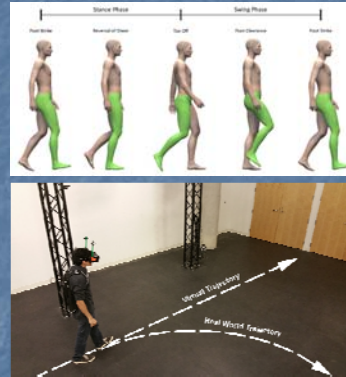 Stance Phase
Swing Phase
Foot Strike
Reversal of Sheer
Toe Off
Foot Clearance
Foot Strike
Virtual Trajectory
Real World Trajectory